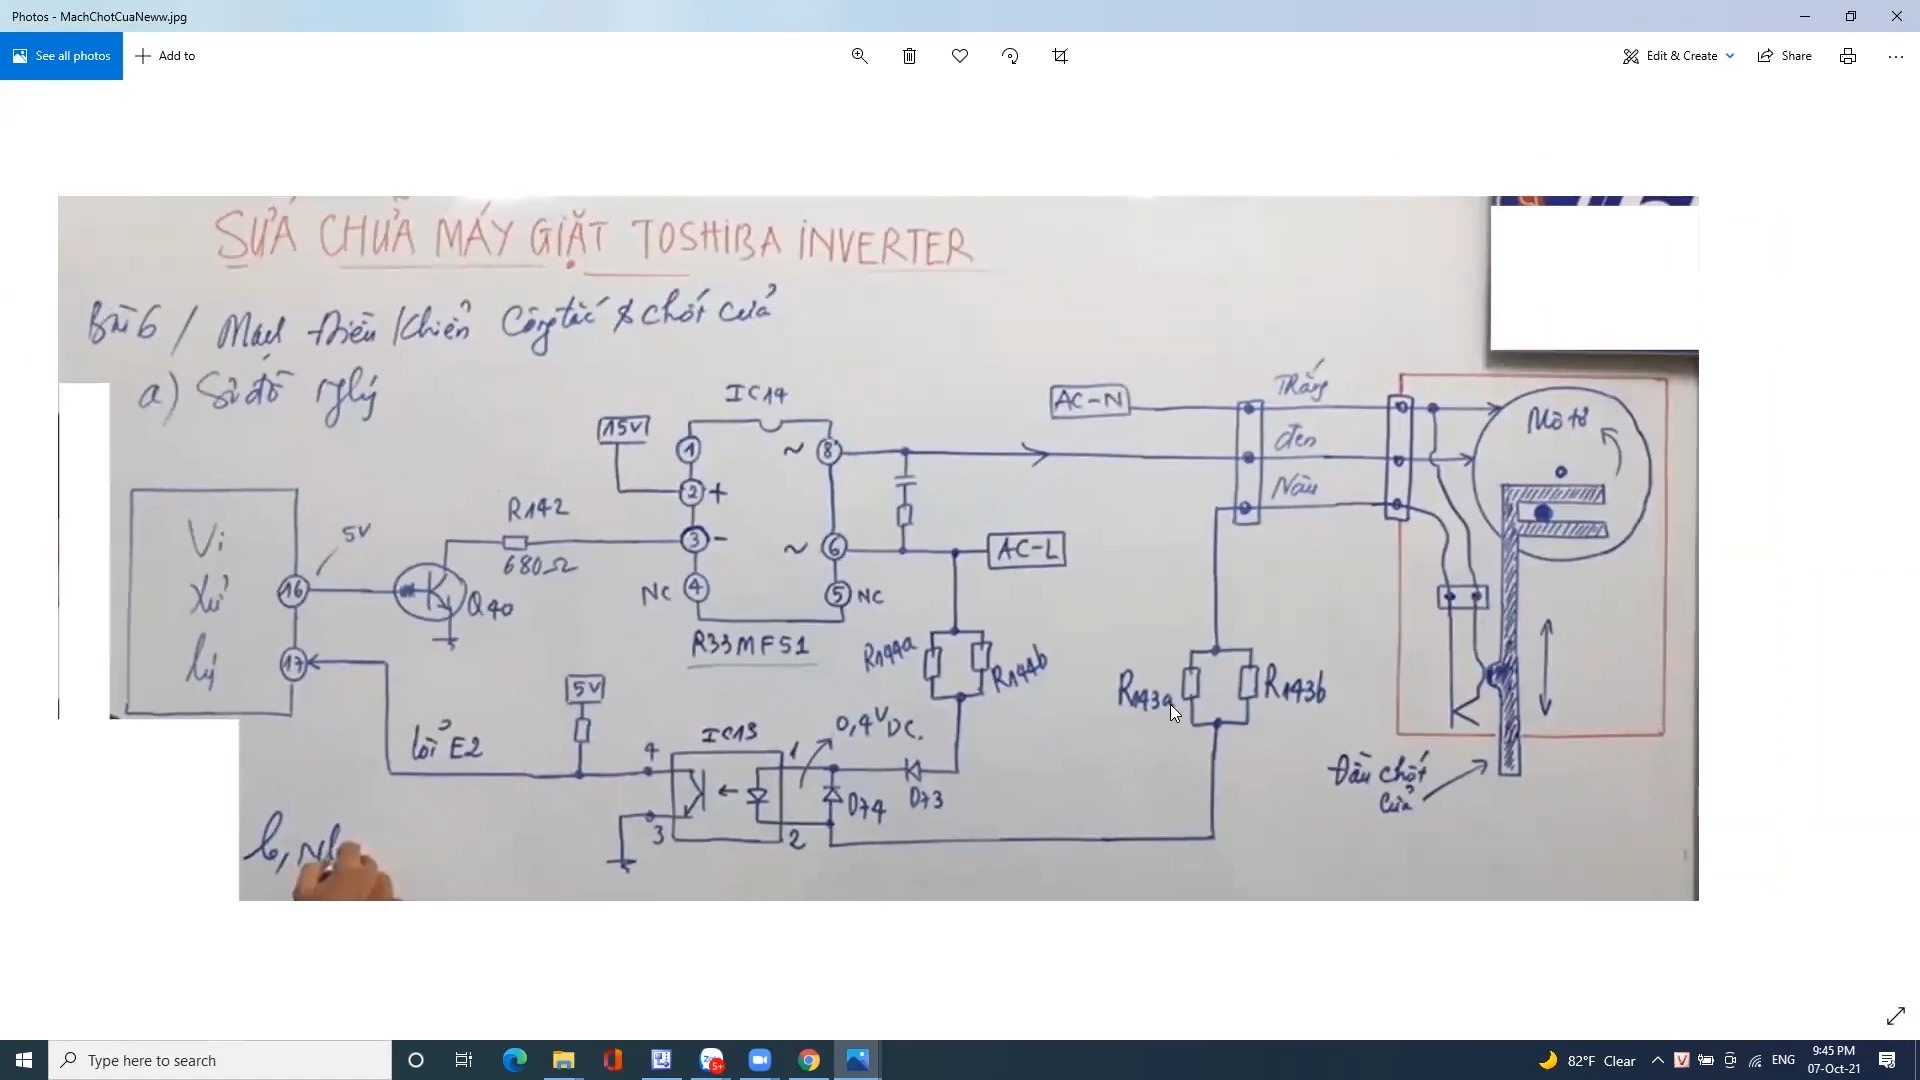 Photos - MachChotCuaNeww.jpg
See all photos
Add to
Edit & Create
Share
SỬA CHỮA MÁY GIẶT TOSHIBA INVERTER
Bài 6 / Mạch Điều Khiển Công tắc & chốt cửa
a) Sơ đồ nglý
IC14
AC-N
Trắng
15V
1
~
8
đen
Mô tơ
2
+
Nâu
R142
5V
3
-
680Ω
~
6
AC-L
Vi
Xử
lý
16
Q40
NC
4
5
NC
R33MF51
R144a
R144b
17
5V
R143a
R143b
lỗi E2
IC13
0,4V DC.
4
1
D74
D73
3
2
Đầu chốt
cửa
b,
Type here to search
5+
82°F Clear
V
ENG
9:45 PM
07-Oct-21